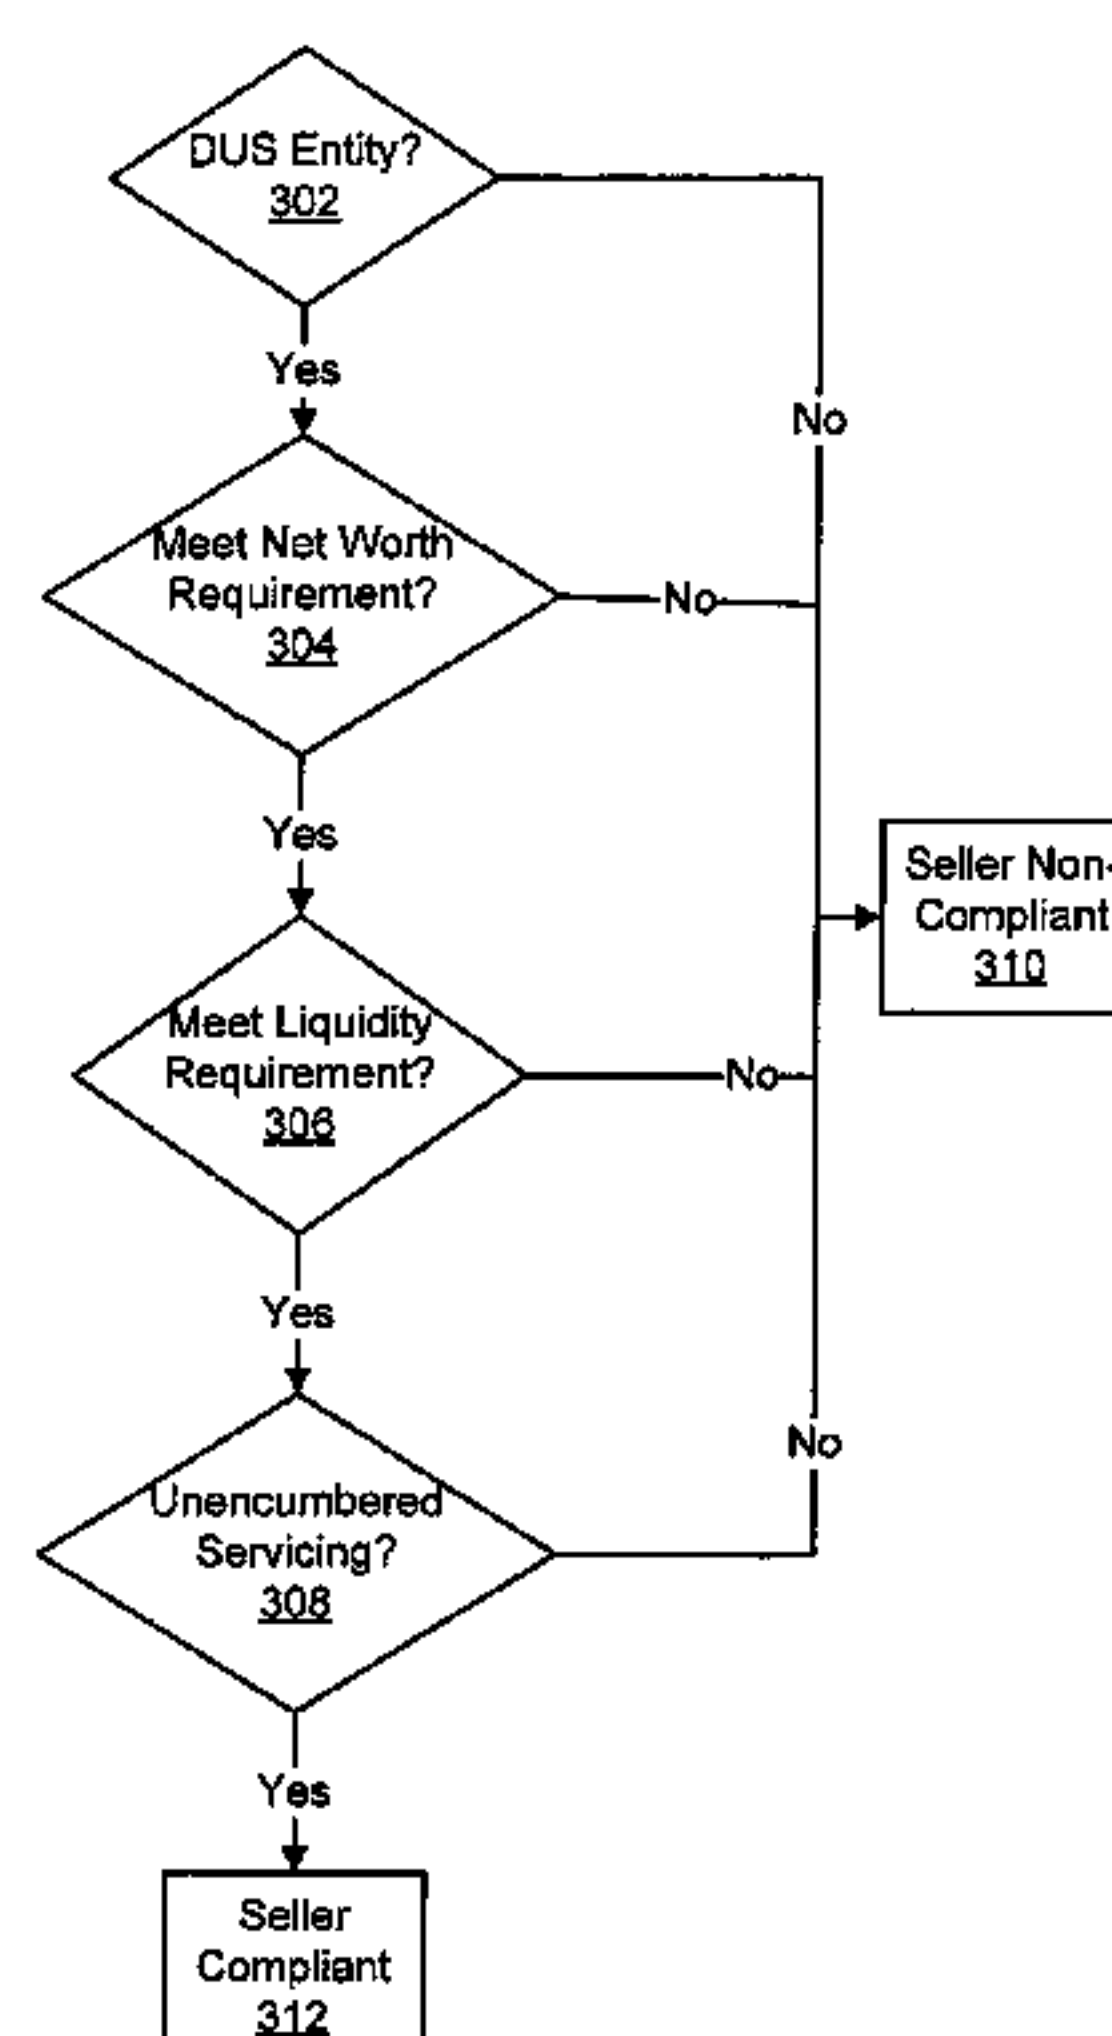 DUS Entity?
302
Yes
No
Meet Net Worth
Requirement?
304
No
Yes
Seller Non-
Compliant
310
Meet Liquidity
Requirement?
306
No
Yes
No
Unencumbered
Servicing?
308
Yes
Seller
Compliant
312